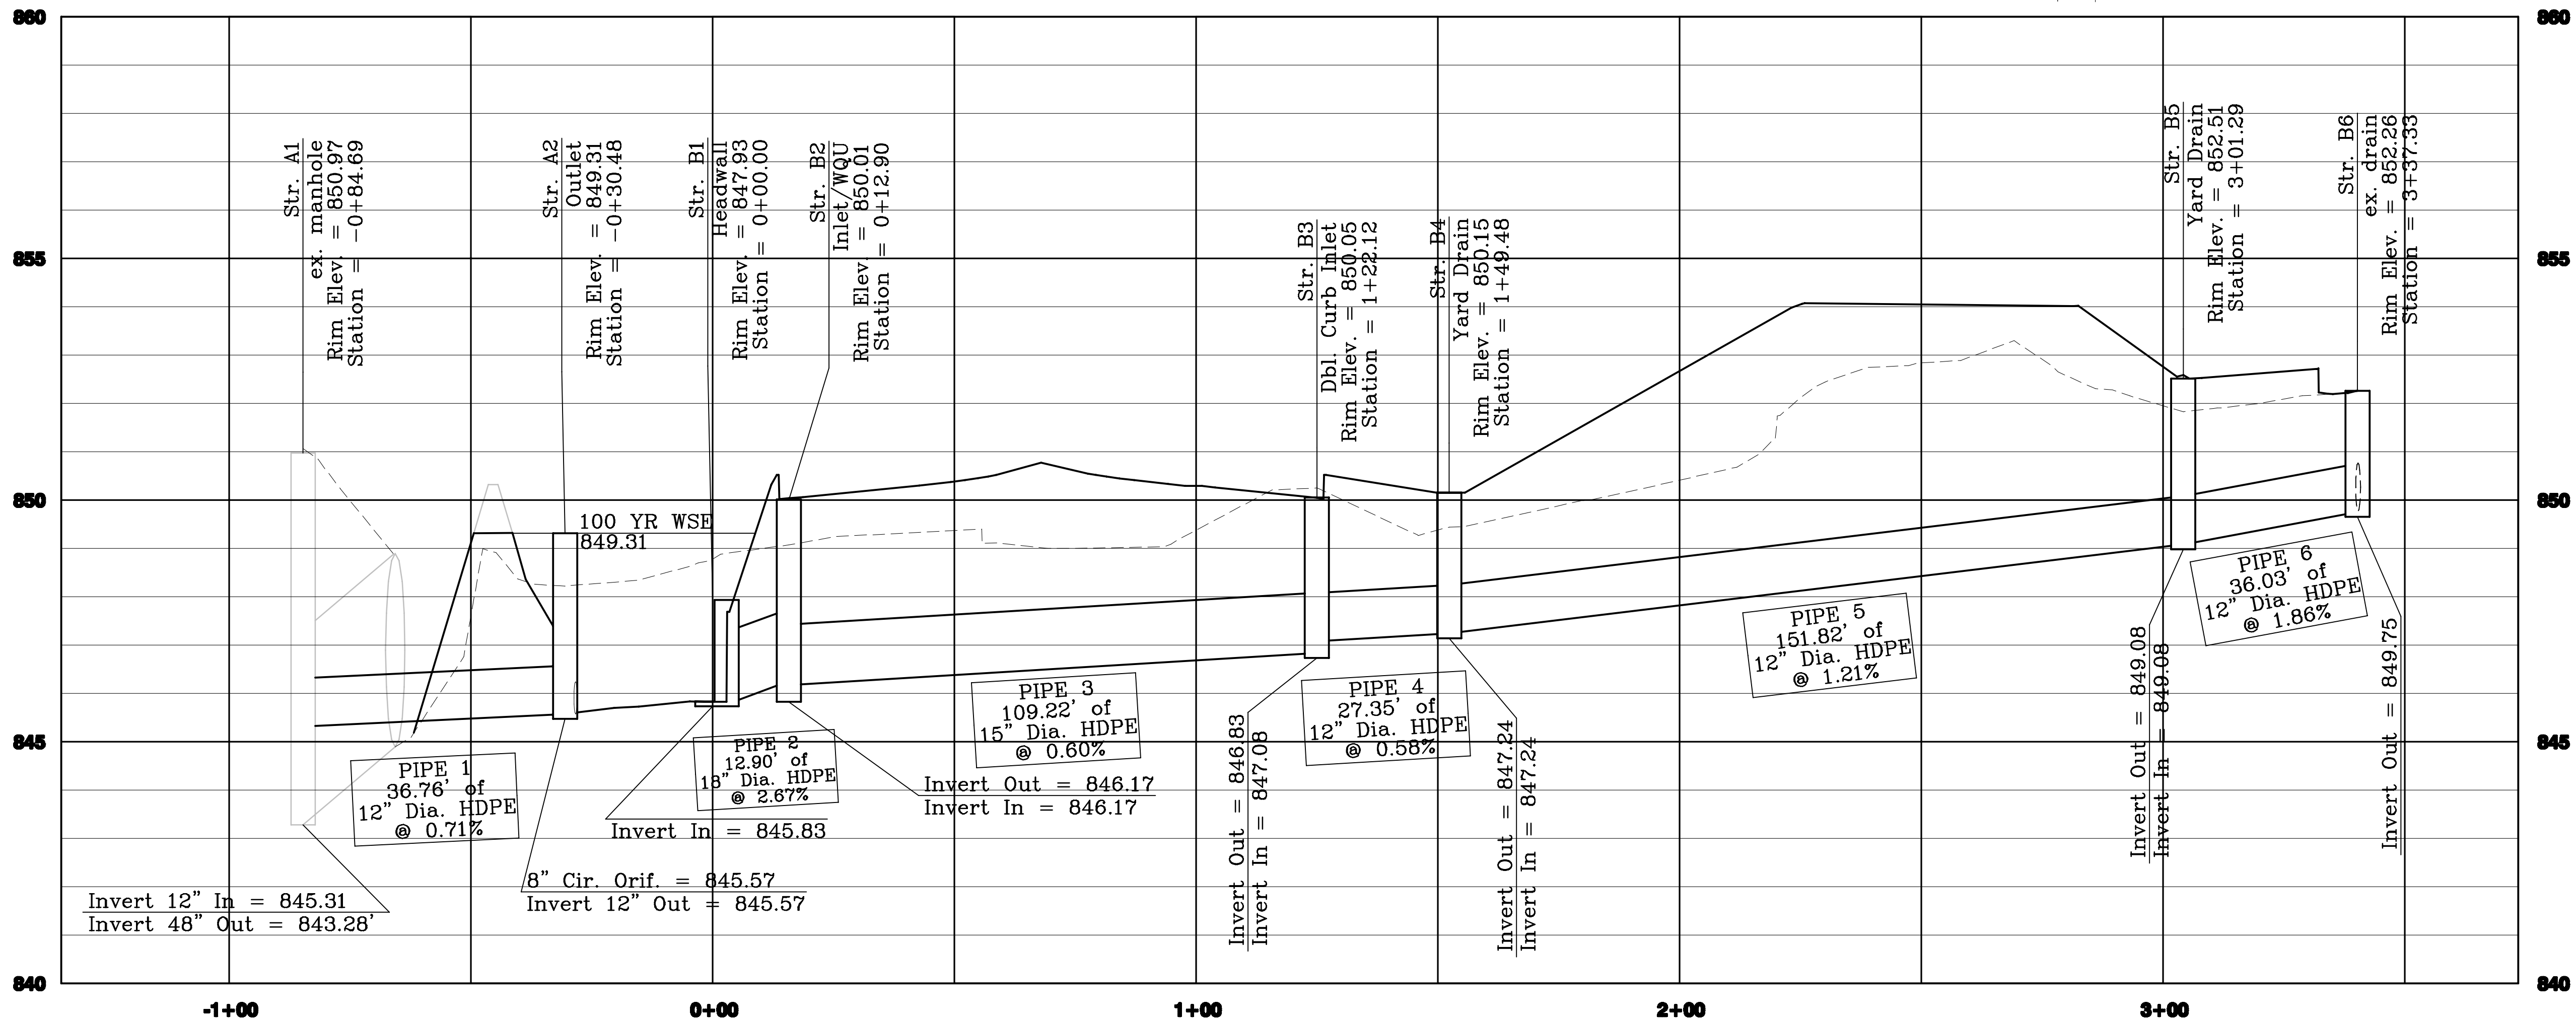 860
860
855
855
850
850
845
845
840
840
Str. A1
ex. manhole
Rim Elev. = 850.97
Station = -0+84.69
Str. A2
Outlet
Rim Elev. = 849.31
Station = -0+30.48
Str. B1
Headwall
Rim Elev. = 847.93
Station = 0+00.00
Str. B2
Inlet/WQU
Rim Elev. = 850.01
Station = 0+12.90
Str. B3
Dbl. Curb Inlet
Rim Elev. = 850.05
Station = 1+22.12
Str. B4
Yard Drain
Rim Elev. = 850.15
Station = 1+49.48
Str. B5
Yard Drain
Rim Elev. = 852.51
Station = 3+01.29
Str. B6
ex. drain
Rim Elev. = 852.26
Station = 3+37.33
100 YR WSE
849.31
PIPE 1
36.76' of
12" Dia. HDPE
@ 0.71%
PIPE 2
12.90' of
18" Dia. HDPE
@ 2.67%
PIPE 3
109.22' of
15" Dia. HDPE
@ 0.60%
PIPE 4
27.35' of
12" Dia. HDPE
@ 0.58%
PIPE 5
151.82' of
12" Dia. HDPE
@ 1.21%
PIPE 6
36.03' of
12" Dia. HDPE
@ 1.86%
Invert 12" In = 845.31
Invert 48" Out = 843.28'
8" Cir. Orif. = 845.57
Invert 12" Out = 845.57
Invert In = 845.83
Invert Out = 846.17
Invert In = 846.17
Invert Out = 846.83
Invert In = 847.08
Invert Out = 847.24
Invert In = 847.24
Invert Out = 849.08
Invert In = 849.08
Invert Out = 849.75
-1+00
0+00
1+00
2+00
3+00